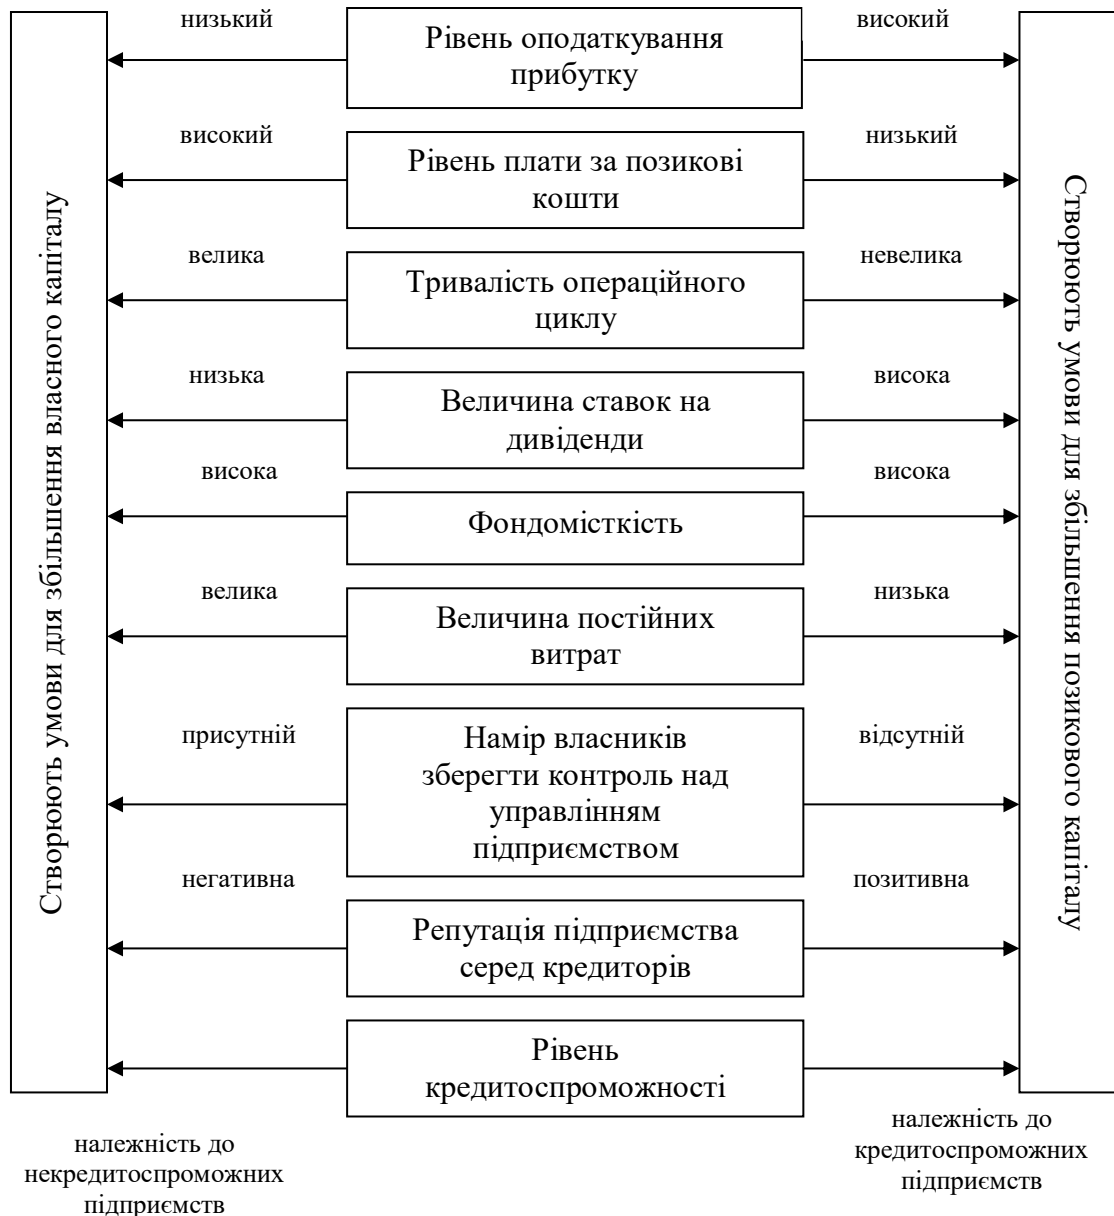 низький
Рівень оподаткування
прибутку
високий
високий
Рівень плати за позикові
кошти
низький
велика
Тривалість операційного
циклу
невелика
низька
Величина ставок на
дивіденди
висока
висока
Фондомісткість
висока
велика
Величина постійних
витрат
низька
присутній
Намір власників
зберегти контроль над
управлінням
підприємством
відсутній
негативна
Репутація підприємства
серед кредиторів
позитивна
Рівень
кредитоспроможності
належність до
некредитоспроможних
підприємств
належність до
кредитоспроможних
підприємств
Створюють умови для збільшення власного капіталу
Створюють умови для збільшення позикового капіталу